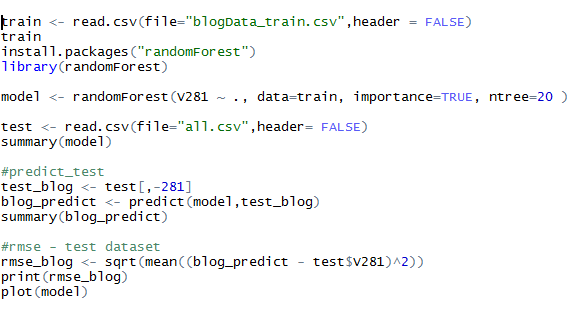 train <- read.csv(file="blogData_train.csv",header = FALSE)
train
install.packages("randomForest")
library(randomForest)
model <- randomForest(V281 ~ ., data=train, importance=TRUE, ntree=20 )
test <- read.csv(file="all.csv",header= FALSE)
summary(model)
#predict_test
test_blog <- test[,-281]
blog_predict <- predict(model,test_blog)
summary(blog_predict)
#rmse - test dataset
rmse_blog <- sqrt(mean((blog_predict - test$V281)^2))
print(rmse_blog)
plot(model)